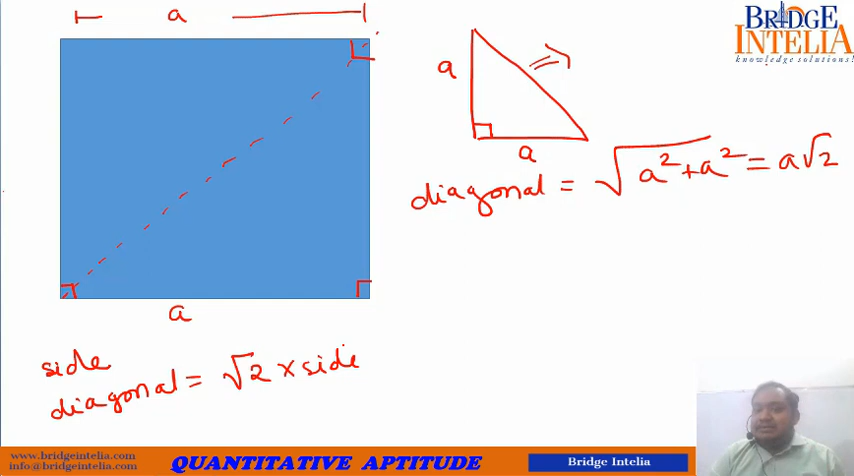 a
BRIDGE
INTELIA
knowledge solutions!
a
a
diagonal = √a²+a² = a√2
a
side
diagonal = √2 × side
www.bridgeintelia.com
info@bridgeintelia.com
QUANTITATIVE APTITUDE
Bridge Intelia